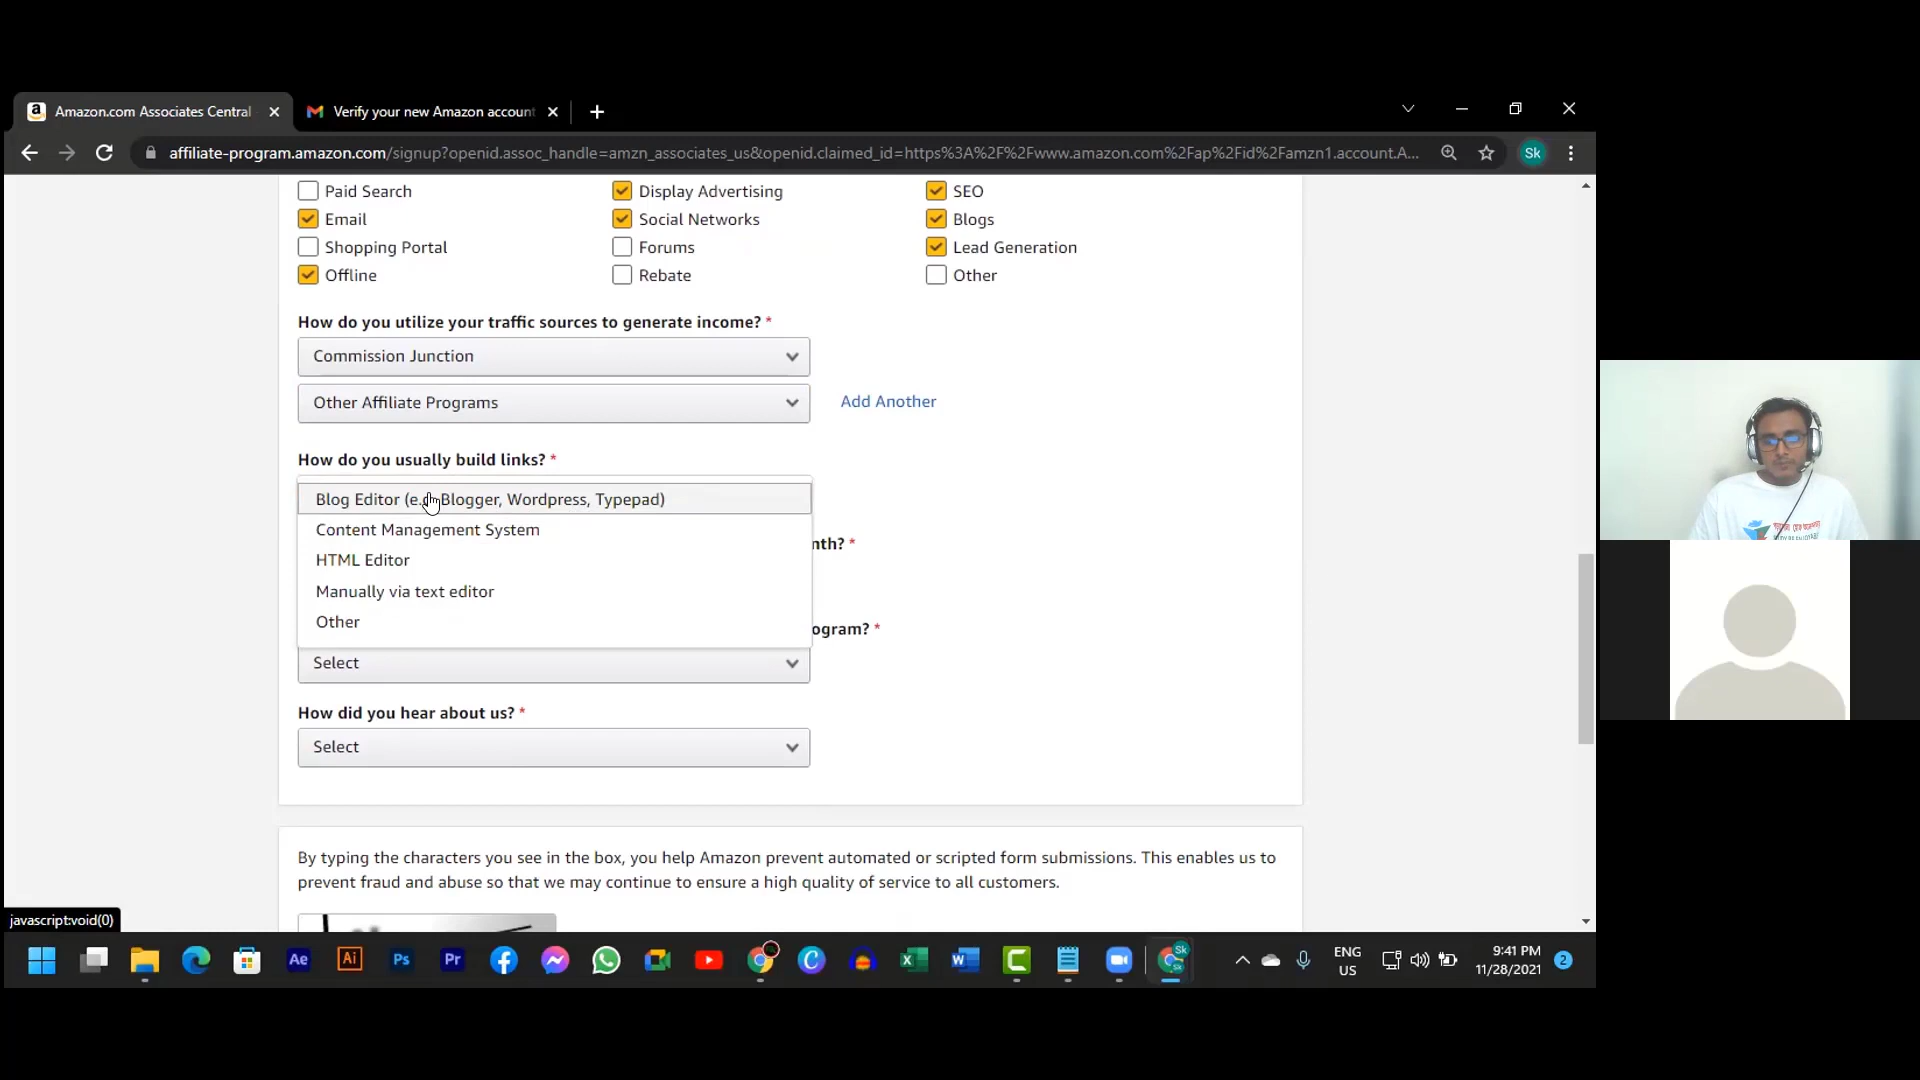 Amazon.com Associates Central
Verify your new Amazon account
affiliate-program.amazon.com/signup?openid.assoc_handle=amzn_associates_us&openid.claimed_id=https%3A%2F%2Fwww.amazon.com%2Fap%2Fid%2Famzn1.account.A...
Sk
Paid Search
Display Advertising
SEO
Email
Social Networks
Blogs
Shopping Portal
Forums
Lead Generation
Offline
Rebate
Other
How do you utilize your traffic sources to generate income? *
Commission Junction
Other Affiliate Programs
Add Another
How do you usually build links? *
Blog Editor (e. Blogger, Wordpress, Typepad)
Content Management System
nth? *
HTML Editor
Manually via text editor
Other
ogram? *
Select
How did you hear about us? *
Select
By typing the characters you see in the box, you help Amazon prevent automated or scripted form submissions. This enables us to
prevent fraud and abuse so that we may continue to ensure a high quality of service to all customers.
javascript:void(0)
Ae
Ai
Ps
Pr
Sk
ENG
US
9:41 PM
11/28/2021
2